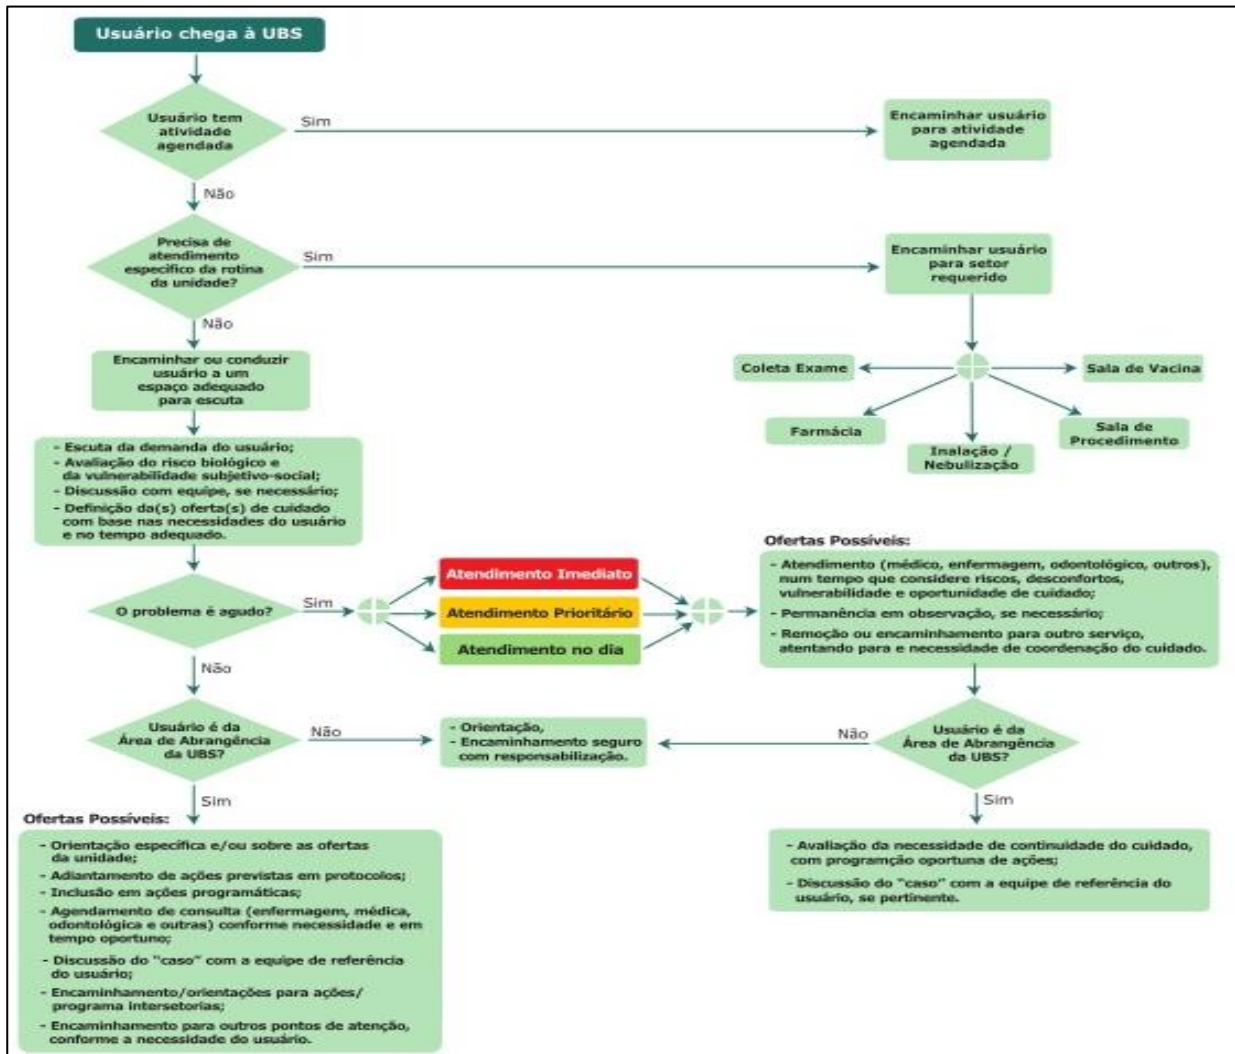 Usuário chega à UBS
Usuário tem
atividade
agendada
Sim
Encaminhar usuário
para atividade
agendada
Não
Precisa de
atendimento
específico da rotina
da unidade?
Sim
Encaminhar usuário
para setor
requerido
Não
Coleta Exame
Sala de Vacina
Farmácia
Sala de
Procedimento
Inalação /
Nebulização
Encaminhar ou conduzir
usuário a um
espaço adequado
para escuta
- Escuta da demanda do usuário;
- Avaliação do risco biológico e
da vulnerabilidade subjetivo-social;
- Discussão com equipe, se necessário;
- Definição da(s) oferta(s) de cuidado
com base nas necessidades do usuário
e no tempo adequado.
O problema é agudo?
Sim
Atendimento Imediato
Atendimento Prioritário
Atendimento no dia
Ofertas Possíveis:
- Atendimento (médico, enfermagem, odontológico, outros),
num tempo que considere riscos, desconfortos,
vulnerabilidade e oportunidade de cuidado;
- Permanência em observação, se necessário;
- Remoção ou encaminhamento para outro serviço,
atentando para e necessidade de coordenação do cuidado.
Não
Usuário é da
Área de Abrangência
da UBS?
Não
- Orientação,
- Encaminhamento seguro
com responsabilização.
Não
Usuário é da
Área de Abrangência
da UBS?
Sim
Sim
Ofertas Possíveis:
- Orientação específica e/ou sobre as ofertas
da unidade;
- Adiantamento de ações previstas em protocolos;
- Inclusão em ações programáticas;
- Agendamento de consulta (enfermagem, médica,
odontológica e outras) conforme necessidade e em
tempo oportuno;
- Discussão do "caso" com a equipe de referência
do usuário;
- Encaminhamento/orientações para ações/
programa intersetorias;
- Encaminhamento para outros pontos de atenção,
conforme a necessidade do usuário.
- Avaliação da necessidade de continuidade do cuidado,
com programção oportuna de ações;
- Discussão do "caso" com a equipe de referência do
usuário, se pertinente.